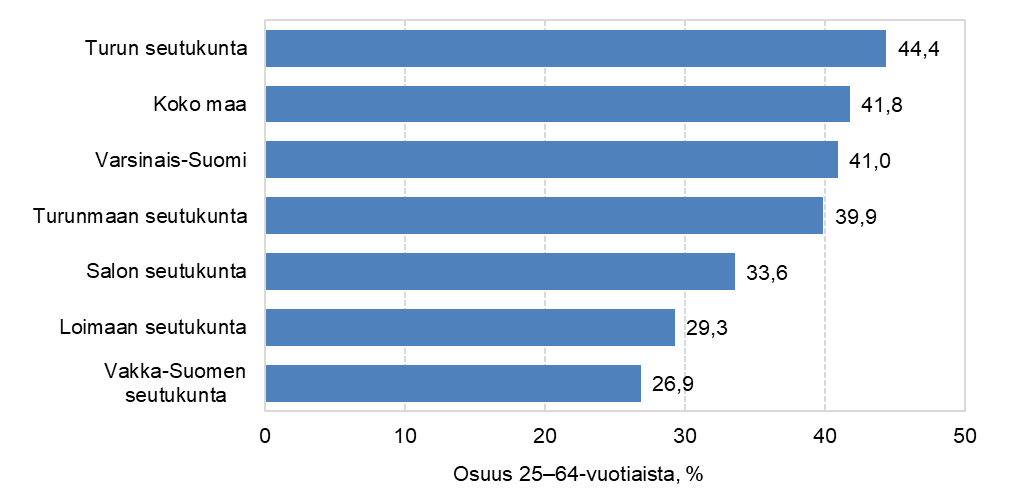 Turun seutukunta 44,4
Koko maa 41,8
Varsinais-Suomi 41,0
Turunmaan seutukunta 39,9
Salon seutukunta 33,6
Loimaan seutukunta 29,3
Vakka-Suomen
seutukunta 26,9
0 10 20 30 40 50
Osuus 25–64-vuotiaista, %